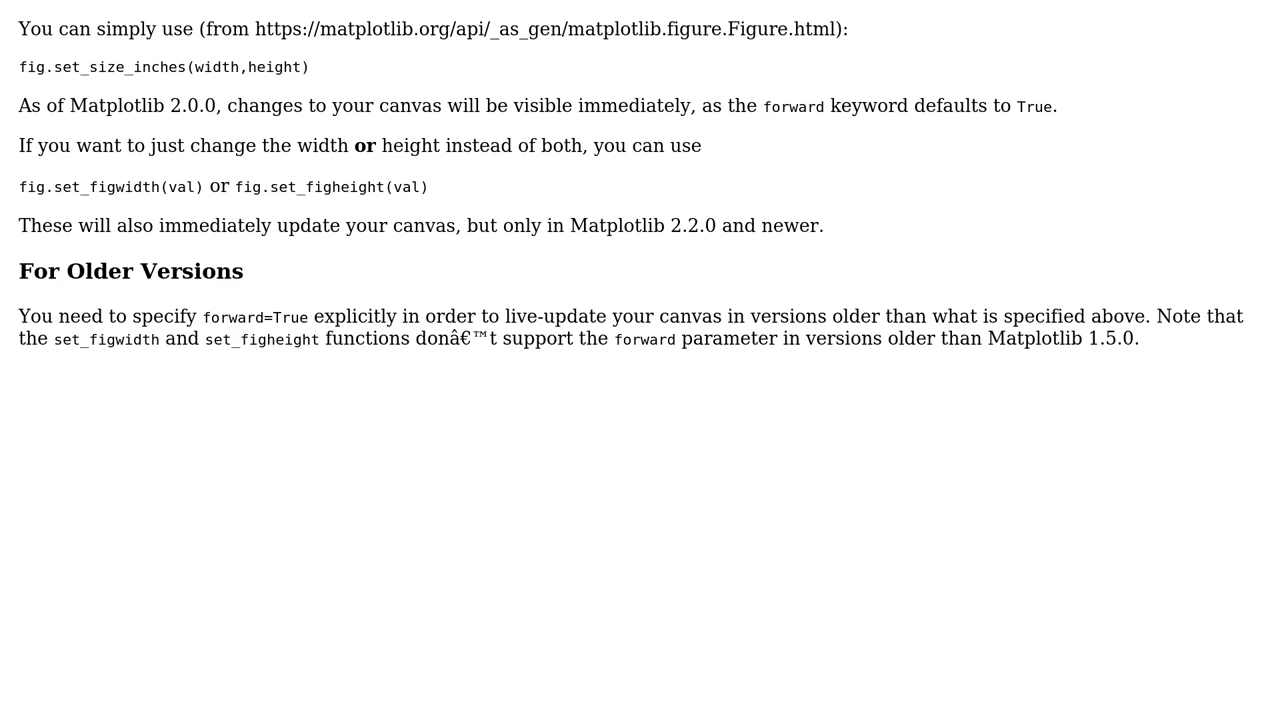 You can simply use (from https://matplotlib.org/api/_as_gen/matplotlib.figure.Figure.html):
fig.set_size_inches(width,height)
As of Matplotlib 2.0.0, changes to your canvas will be visible immediately, as the forward keyword defaults to True.
If you want to just change the width or height instead of both, you can use
fig.set_figwidth(val) or fig.set_figheight(val)
These will also immediately update your canvas, but only in Matplotlib 2.2.0 and newer.
For Older Versions
You need to specify forward=True explicitly in order to live-update your canvas in versions older than what is specified above. Note that
the set_figwidth and set_figheight functions donâ€™t support the forward parameter in versions older than Matplotlib 1.5.0.